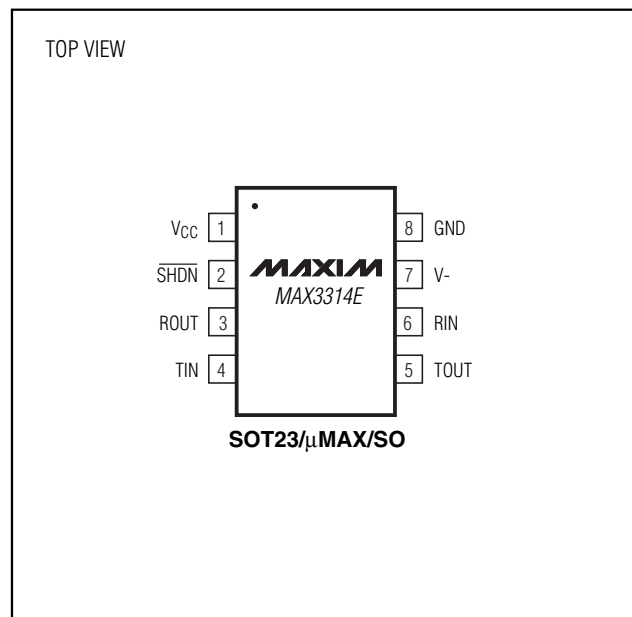 TOP VIEW
VCC 1
8 GND
SHDN 2
MAXIM
7 V-
MAX3314E
ROUT 3
6 RIN
TIN 4
5 TOUT
SOT23/μMAX/SO